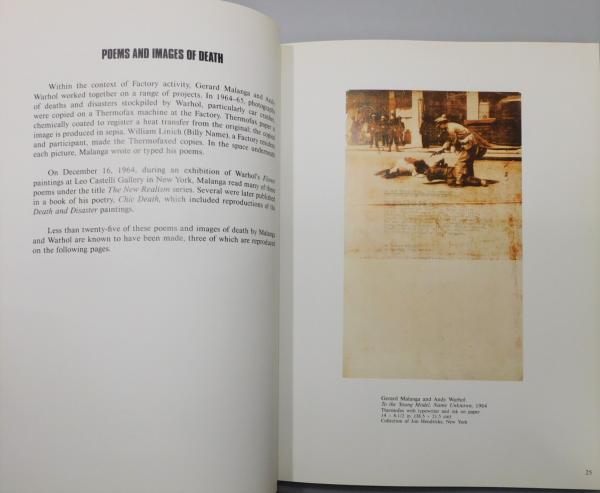 POEMS AND IMAGES OF DEATH
Within the context of Factory activity, Gerard Malanga and Andy
Warhol worked together on a range of projects. In 1964–65, photographs
of deaths and disasters stockpiled by Warhol, particularly car crashes,
were copied on a Thermofax machine at the Factory. Thermofax paper is
chemically coated to register a heat transfer from the original; the copied
image is produced in sepia. William Linich (Billy Name), a Factory resident
and participant, made the Thermofaxed copies. In the space underneath
each picture, Malanga wrote or typed his poems.
On December 16, 1964, during an exhibition of Warhol's Flower
paintings at Leo Castelli Gallery in New York, Malanga read many of these
poems under the title The New Realism series. Several were later published
in a book of his poetry, Chic Death, which included reproductions of the
Death and Disaster paintings.
Less than twenty-five of these poems and images of death by Malanga
and Warhol are known to have been made, three of which are reproduced
on the following pages.
Gerard Malanga and Andy Warhol
To the Young Model, Name Unknown, 1964
Thermofax with typewriter and ink on paper
14 × 8-1/2 in. (38.5 × 21.5 cm)
Collection of Jon Hendricks, New York
25